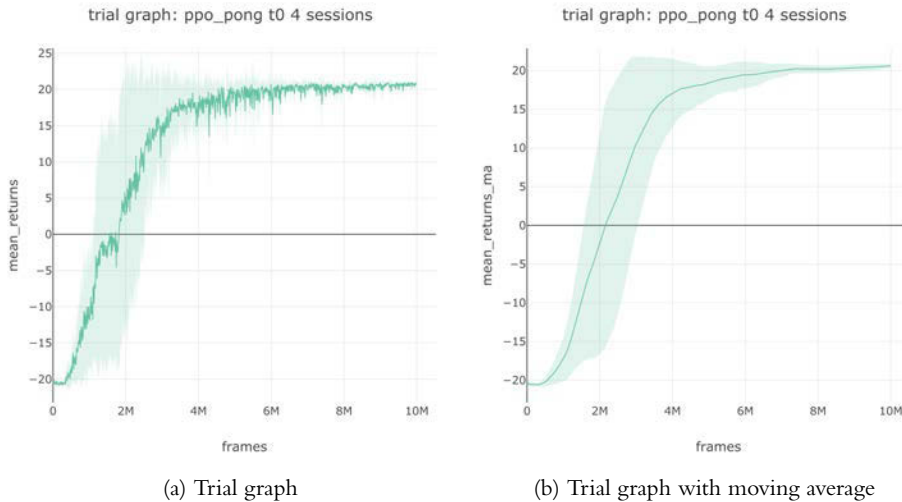 trial graph: ppo_pong t0 4 sessions
25
20
15
10
5
0
−5
−10
−15
−20
mean_returns
0
2M
4M
6M
8M
10M
frames
(a) Trial graph
trial graph: ppo_pong t0 4 sessions
20
15
10
5
0
−5
−10
−15
−20
mean_returns_ma
0
2M
4M
6M
8M
10M
frames
(b) Trial graph with moving average